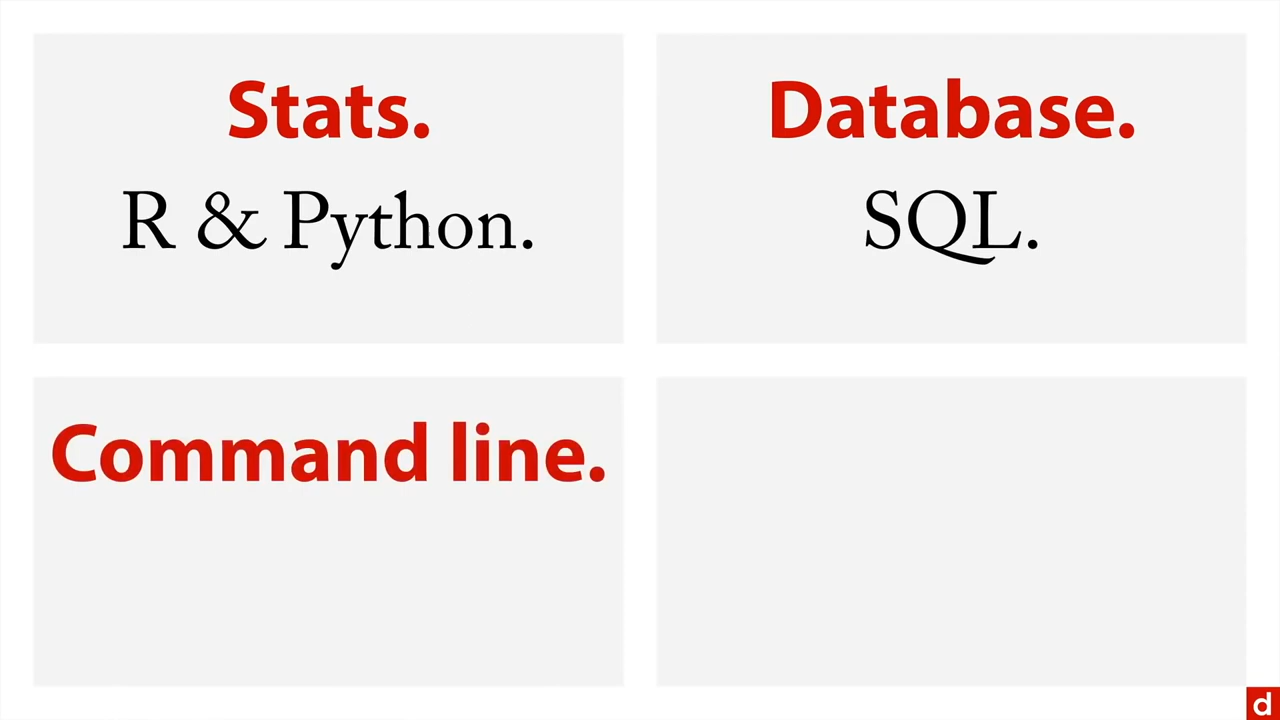 Stats.
R & Python.
Database.
SQL.
Command line.
d